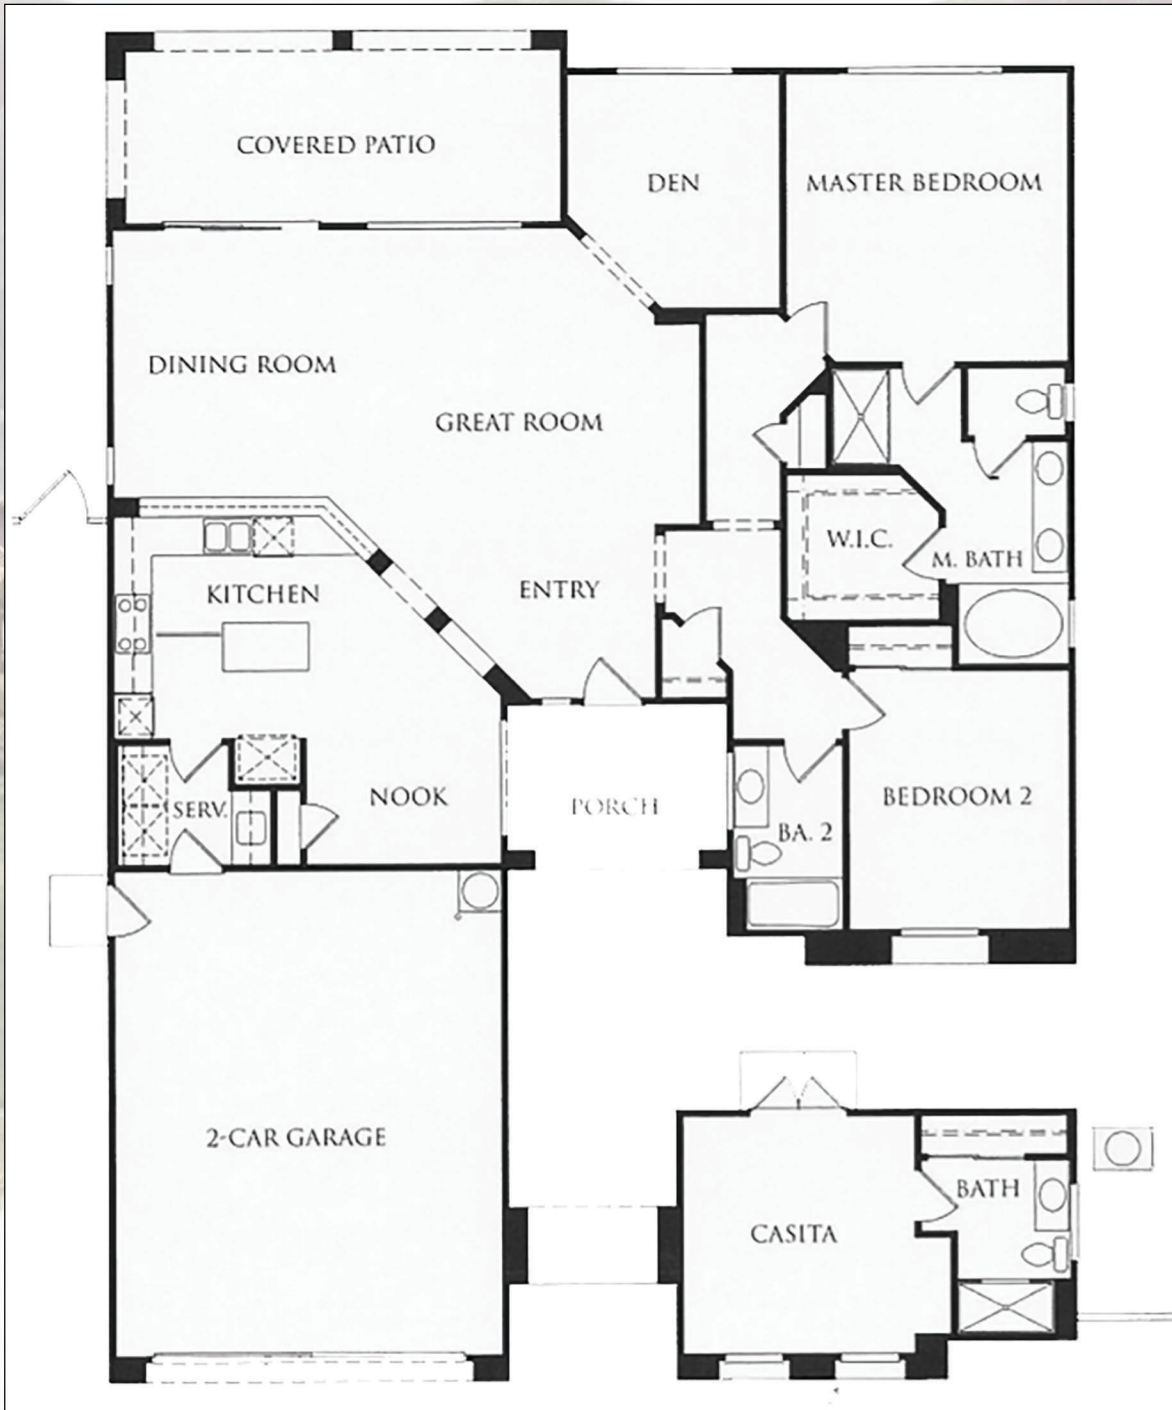 COVERED PATIO
DEN
MASTER BEDROOM
DINING ROOM
GREAT ROOM
W.I.C.
M. BATH
KITCHEN
ENTRY
NOOK
SERV.
PORCH
BA. 2
BEDROOM 2
2-CAR GARAGE
BATH
CASITA